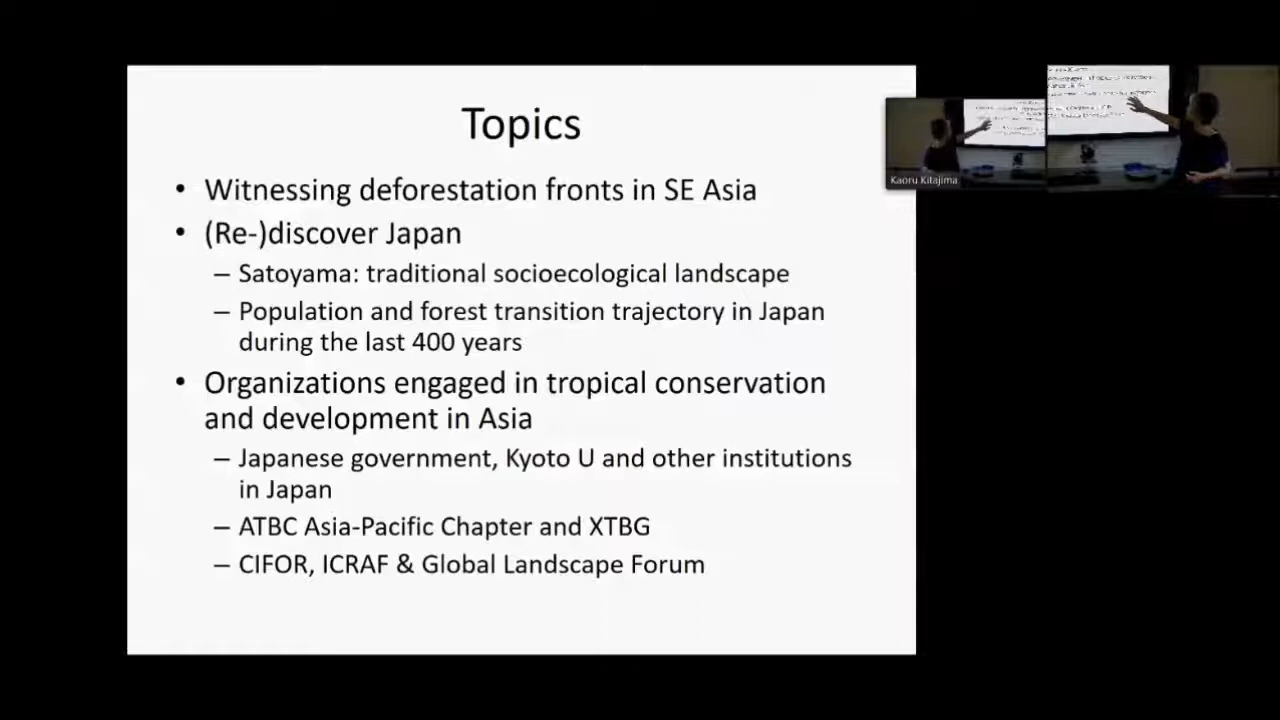 Topics
• Witnessing deforestation fronts in SE Asia
• (Re-)discover Japan
– Satoyama: traditional socioecological landscape
– Population and forest transition trajectory in Japan
during the last 400 years
• Organizations engaged in tropical conservation
and development in Asia
– Japanese government, Kyoto U and other institutions
in Japan
– ATBC Asia-Pacific Chapter and XTBG
– CIFOR, ICRAF & Global Landscape Forum
Kaoru Kitajima